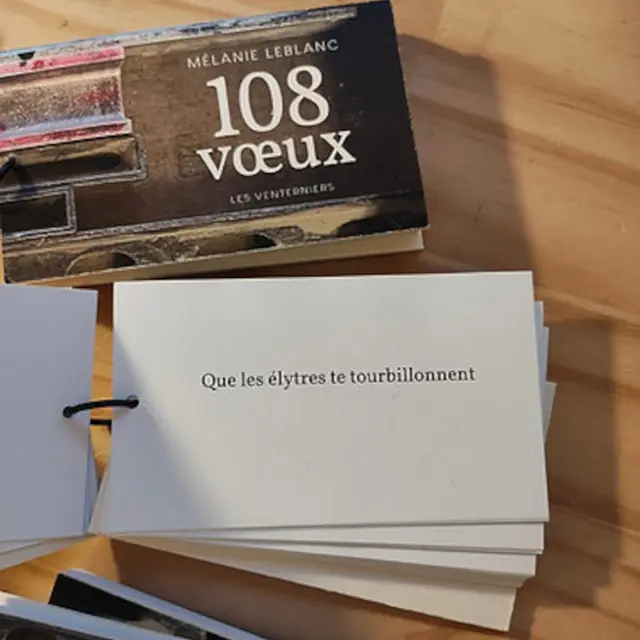 MÉLANIE LEBLANC
108
vœux
LES VENTERNIERS
Que les élytres te tourbillonnent